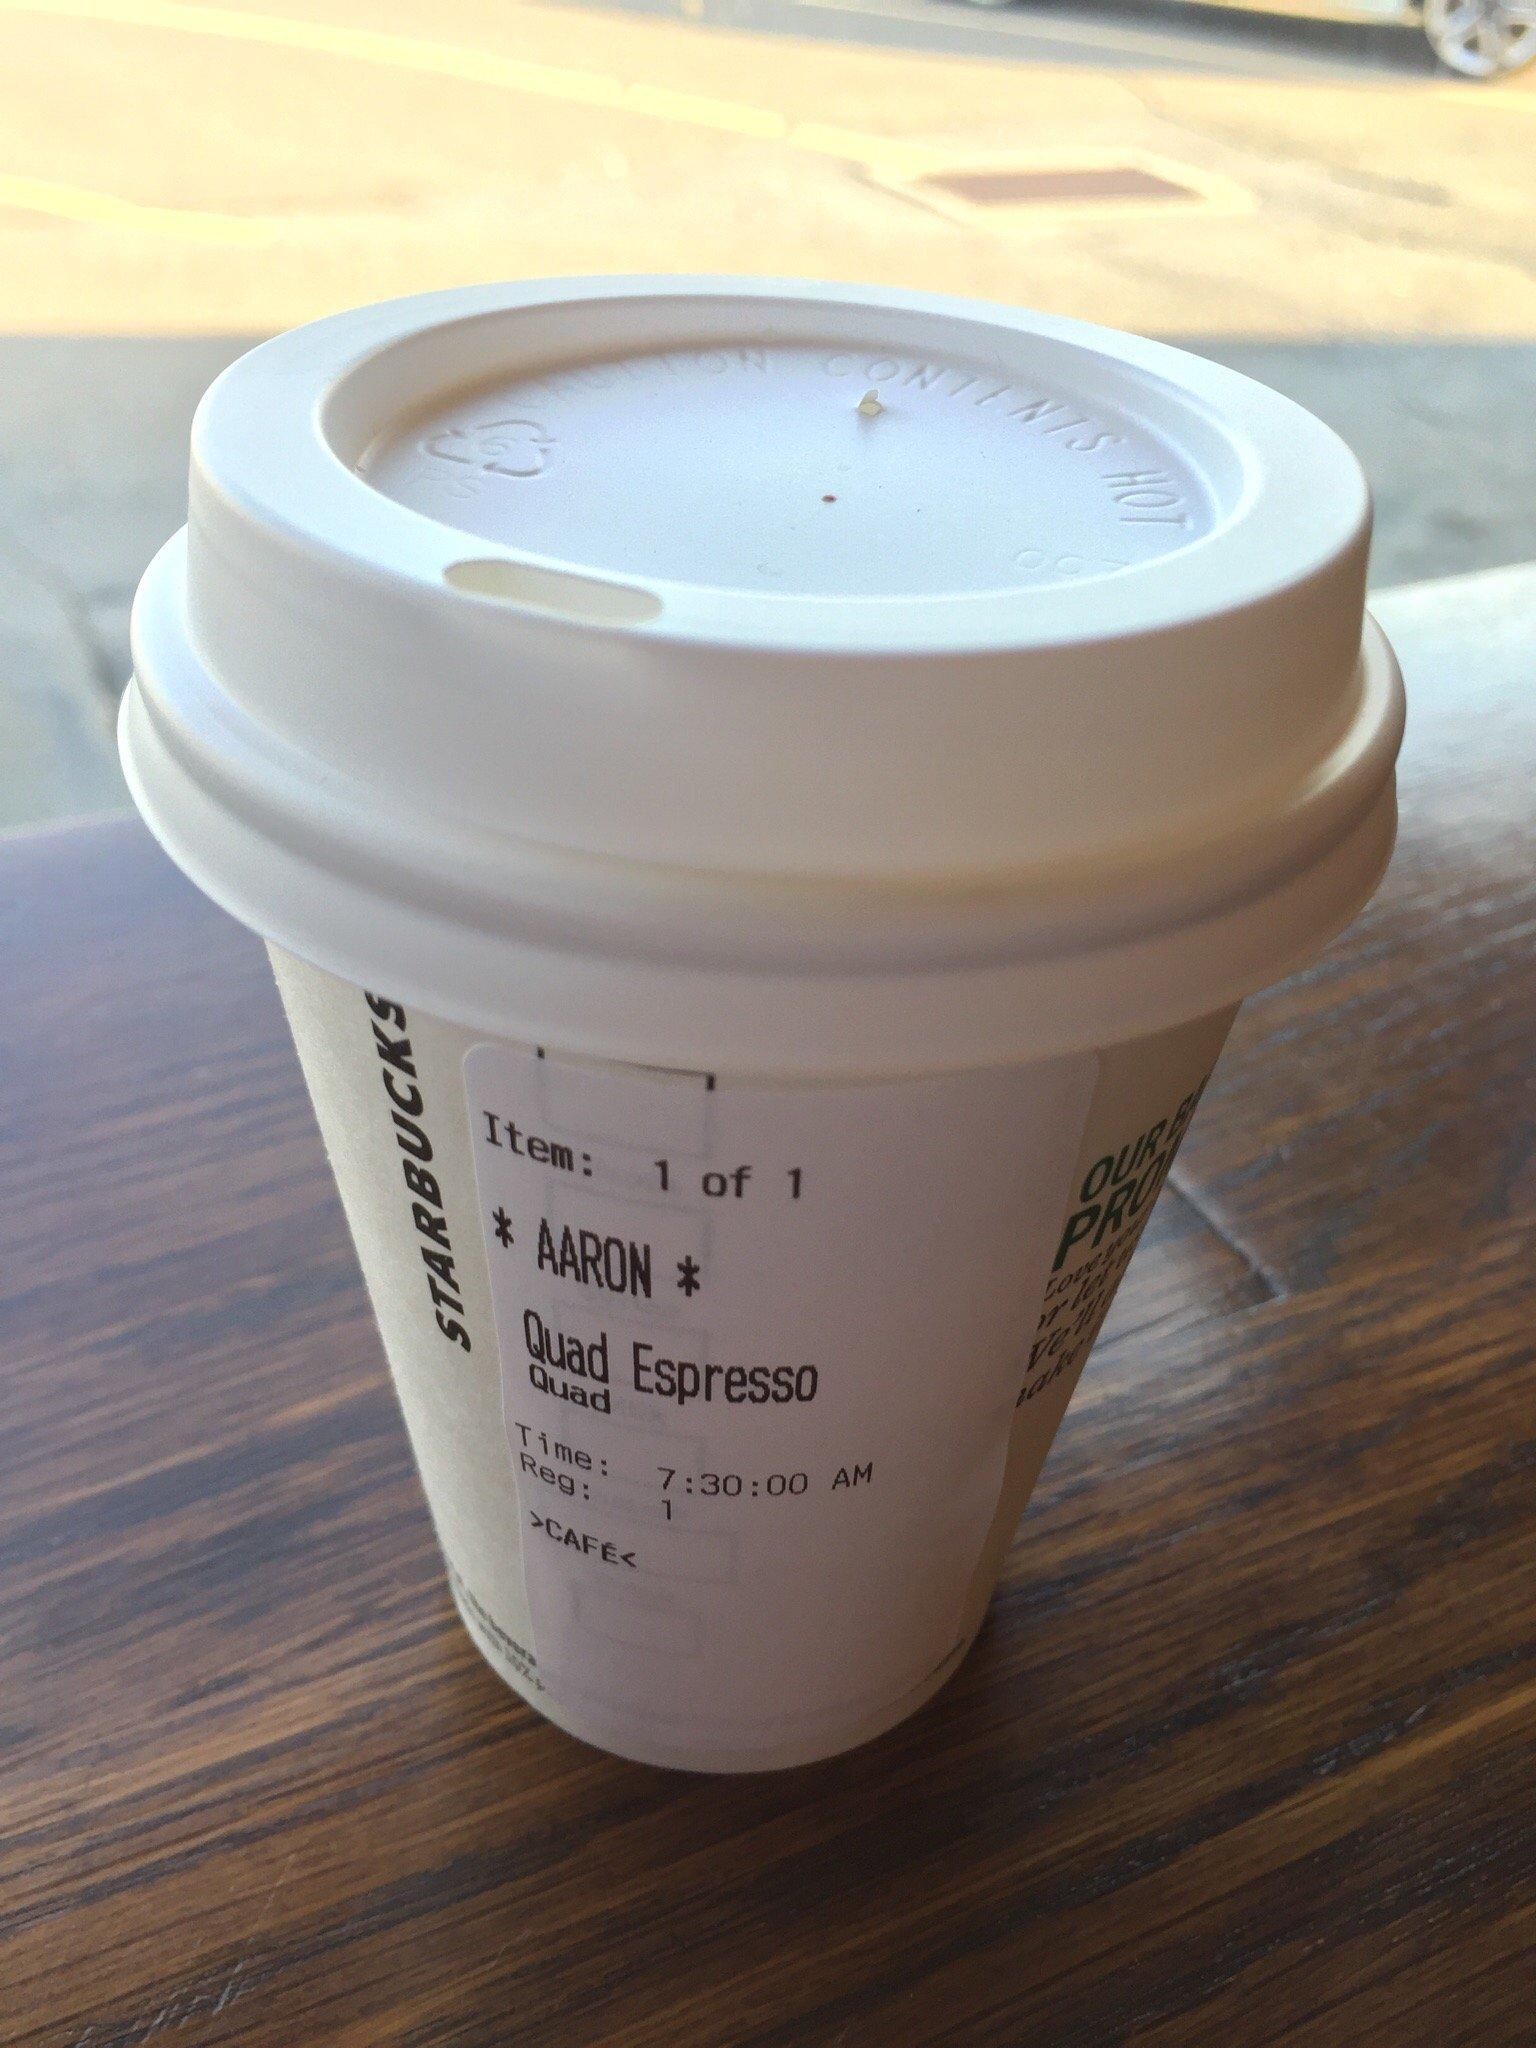 CAUTION CONTENTS HOT
STARBUCKS
Item: 1 of 1
* AARON *
Quad Espresso
Quad
Time: 7:30:00 AM
Reg: 1
>CAFÉ<
OUR